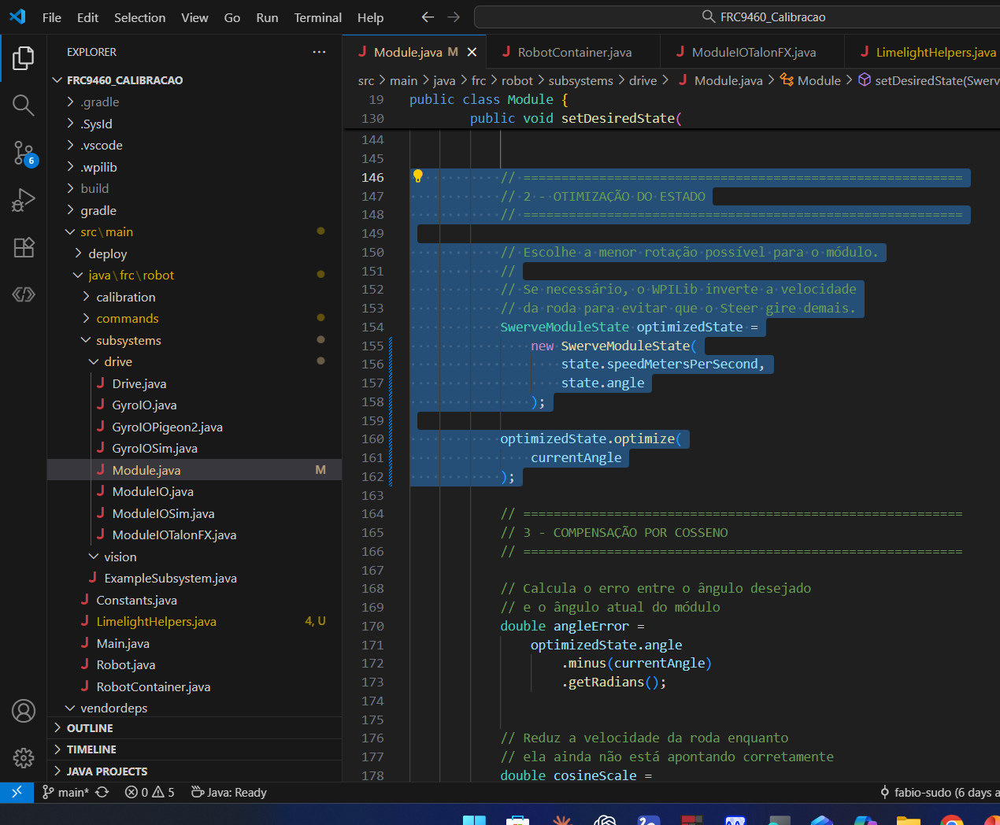 File Edit Selection View Go Run Terminal Help
FRC9460_Calibracao
EXPLORER
FRC9460_CALIBRACAO
.gradle
.SysId
.vscode
.wpilib
build
gradle
src\main
deploy
java\frc\robot
calibration
commands
subsystems
drive
Drive.java
GyroIO.java
GyroIOPigeon2.java
GyroIOSim.java
Module.java M
ModuleIO.java
ModuleIOSim.java
ModuleIOTalonFX.java
vision
ExampleSubsystem.java
Constants.java
LimelightHelpers.java 4, U
Main.java
Robot.java
RobotContainer.java
vendordeps
OUTLINE
TIMELINE
JAVA PROJECTS
6
Module.java M
RobotContainer.java
ModuleIOTalonFX.java
LimelightHelpers.java
src > main > java > frc > robot > subsystems > drive > Module.java > Module > setDesiredState(Swerv
19 public class Module {
130 public void setDesiredState(
144
145
146 // ==========================================================
147 // 2 - OTIMIZAÇÃO DO ESTADO
148 // ==========================================================
149
150 // Escolhe a menor rotação possível para o módulo.
151 //
152 // Se necessário, o WPILib inverte a velocidade
153 // da roda para evitar que o Steer gire demais.
154 SwerveModuleState optimizedState =
155 new SwerveModuleState(
156 state.speedMetersPerSecond,
157 state.angle
158 );
159
160 optimizedState.optimize(
161 currentAngle
162 );
163
164 // ==========================================================
165 // 3 - COMPENSAÇÃO POR COSSENO
166 // ==========================================================
167
168 // Calcula o erro entre o ângulo desejado
169 // e o ângulo atual do módulo
170 double angleError =
171 optimizedState.angle
172 .minus(currentAngle)
173 .getRadians();
174
175
176 // Reduz a velocidade da roda enquanto
177 // ela ainda não está apontando corretamente
178 double cosineScale =
main* 0 5 Java: Ready
fabio-sudo (6 days a